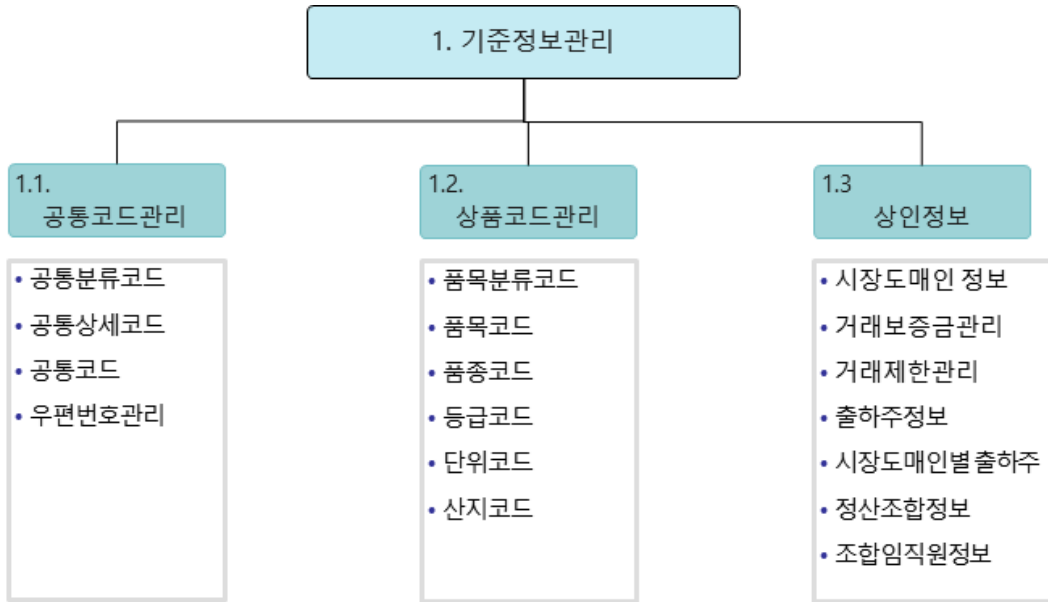 1. 기준정보관리
1.1.
공통코드관리
• 공통분류코드
• 공통상세코드
• 공통코드
• 우편번호관리
1.2.
상품코드관리
• 품목분류코드
• 품목코드
• 품종코드
• 등급코드
• 단위코드
• 산지코드
1.3
상인정보
• 시장도매인 정보
• 거래보증금관리
• 거래제한관리
• 출하주정보
• 시장도매인별 출하주
• 정산조합정보
• 조합임직원정보